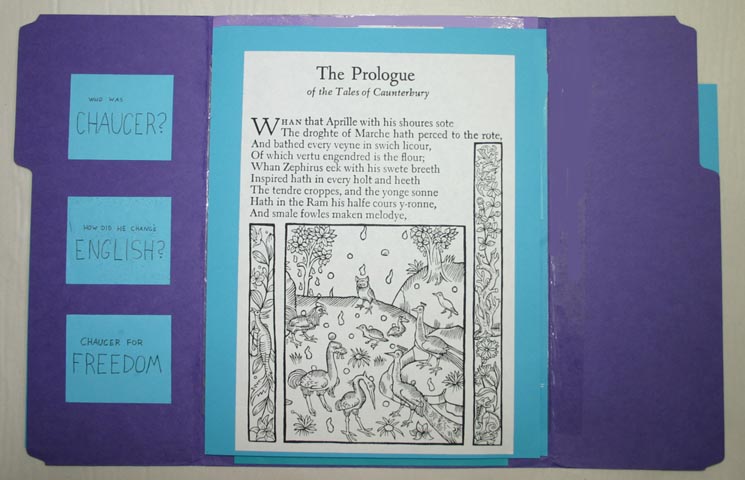 WHO WAS
CHAUCER?
HOW DID HE CHANGE
ENGLISH?
CHAUCER FOR
FREEDOM
The Prologue
of the Tales of Caunterbury
WHAN that Aprille with his shoures sote
The droghte of Marche hath perced to the rote,
And bathed every veyne in swich licour,
Of which vertu engendred is the flour;
Whan Zephirus eek with his swete breeth
Inspired hath in every holt and heeth
The tendre croppes, and the yonge sonne
Hath in the Ram his halfe cours y-ronne,
And smale fowles maken melodye,